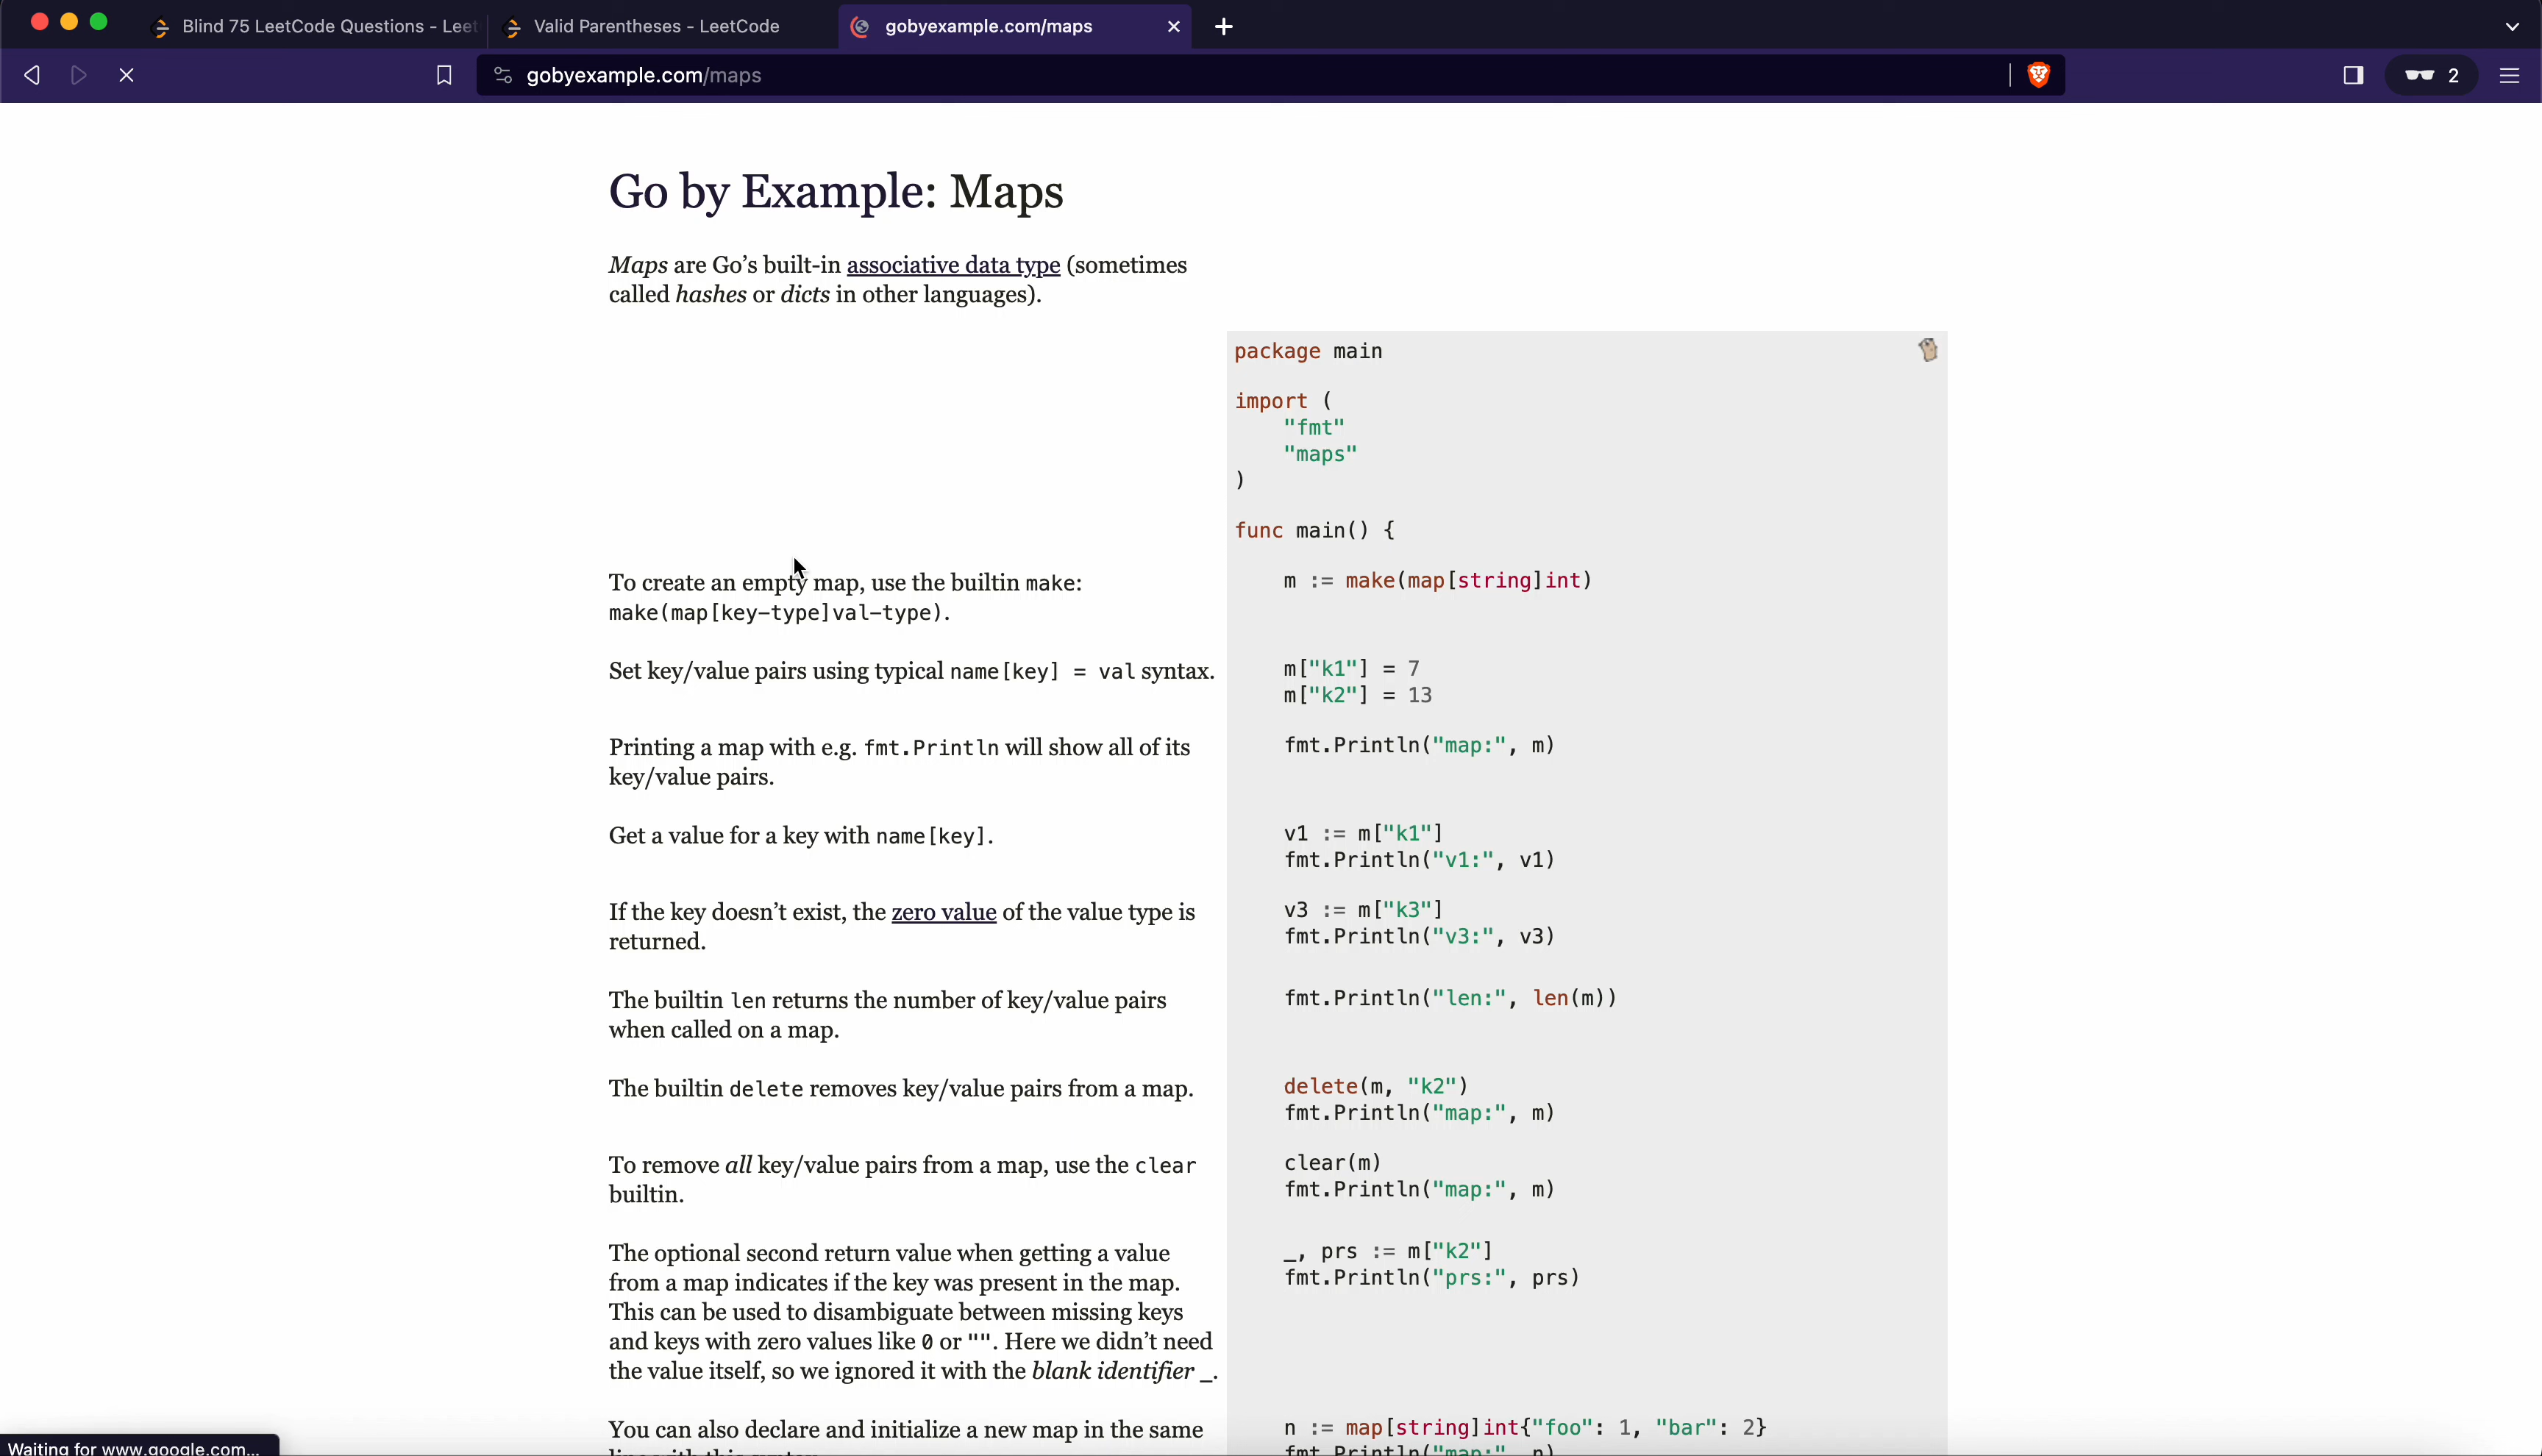 Blind 75 LeetCode Questions - Leet
Valid Parentheses - LeetCode
gobyexample.com/maps
gobyexample.com/maps
2
Go by Example: Maps
Maps are Go’s built-in associative data type (sometimes
called hashes or dicts in other languages).
package main
import (
"fmt"
"maps"
)
func main() {
To create an empty map, use the builtin make:
make(map[key-type]val-type).
m := make(map[string]int)
Set key/value pairs using typical name[key] = val syntax.
m["k1"] = 7
m["k2"] = 13
Printing a map with e.g. fmt.Println will show all of its
key/value pairs.
fmt.Println("map:", m)
Get a value for a key with name[key].
v1 := m["k1"]
fmt.Println("v1:", v1)
If the key doesn’t exist, the zero value of the value type is
returned.
v3 := m["k3"]
fmt.Println("v3:", v3)
The builtin len returns the number of key/value pairs
when called on a map.
fmt.Println("len:", len(m))
The builtin delete removes key/value pairs from a map.
delete(m, "k2")
fmt.Println("map:", m)
To remove all key/value pairs from a map, use the clear
builtin.
clear(m)
fmt.Println("map:", m)
The optional second return value when getting a value
from a map indicates if the key was present in the map.
This can be used to disambiguate between missing keys
and keys with zero values like 0 or "". Here we didn’t need
the value itself, so we ignored it with the blank identifier _.
_, prs := m["k2"]
fmt.Println("prs:", prs)
You can also declare and initialize a new map in the same
n := map[string]int{"foo": 1, "bar": 2}
fmt.Println("map:", n)
Waiting for www.google.com...